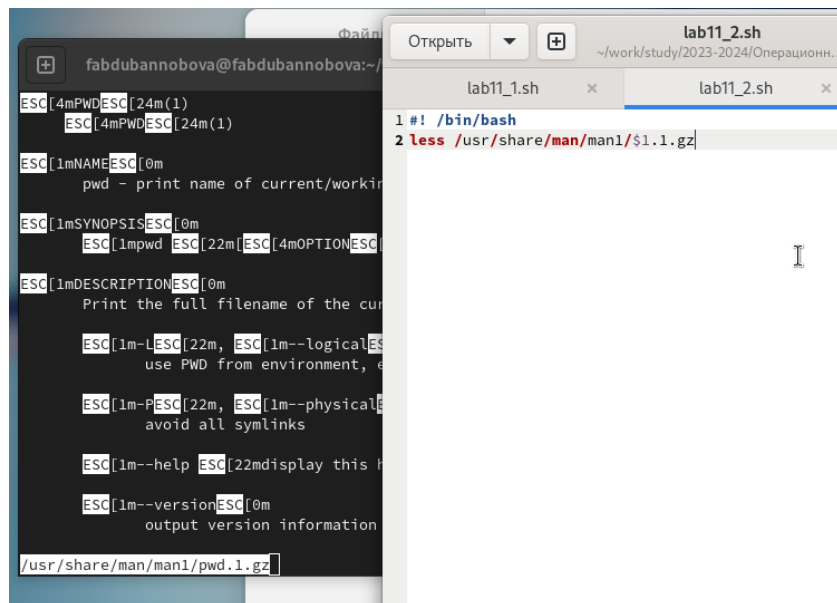 Файл
fabdubannobova@fabdubannobova:~/
ESC[4mPWDESC[24m(1)
ESC[4mPWDESC[24m(1)
ESC[1mNAMEESC[0m
pwd - print name of current/workin
ESC[1mSYNOPSISESC[0m
ESC[1mpwd ESC[22m[ESC[4mOPTIONESC[
ESC[1mDESCRIPTIONESC[0m
Print the full filename of the cur
ESC[1m-LESC[22m, ESC[1m--logicalES
use PWD from environment, e
ESC[1m-PESC[22m, ESC[1m--physicalE
avoid all symlinks
ESC[1m--help ESC[22mdisplay this h
ESC[1m--versionESC[0m
output version information
/usr/share/man/man1/pwd.1.gz
Открыть
lab11_2.sh
~/work/study/2023-2024/Операционн...
lab11_1.sh ×
lab11_2.sh ×
1 #! /bin/bash
2 less /usr/share/man/man1/$1.1.gz